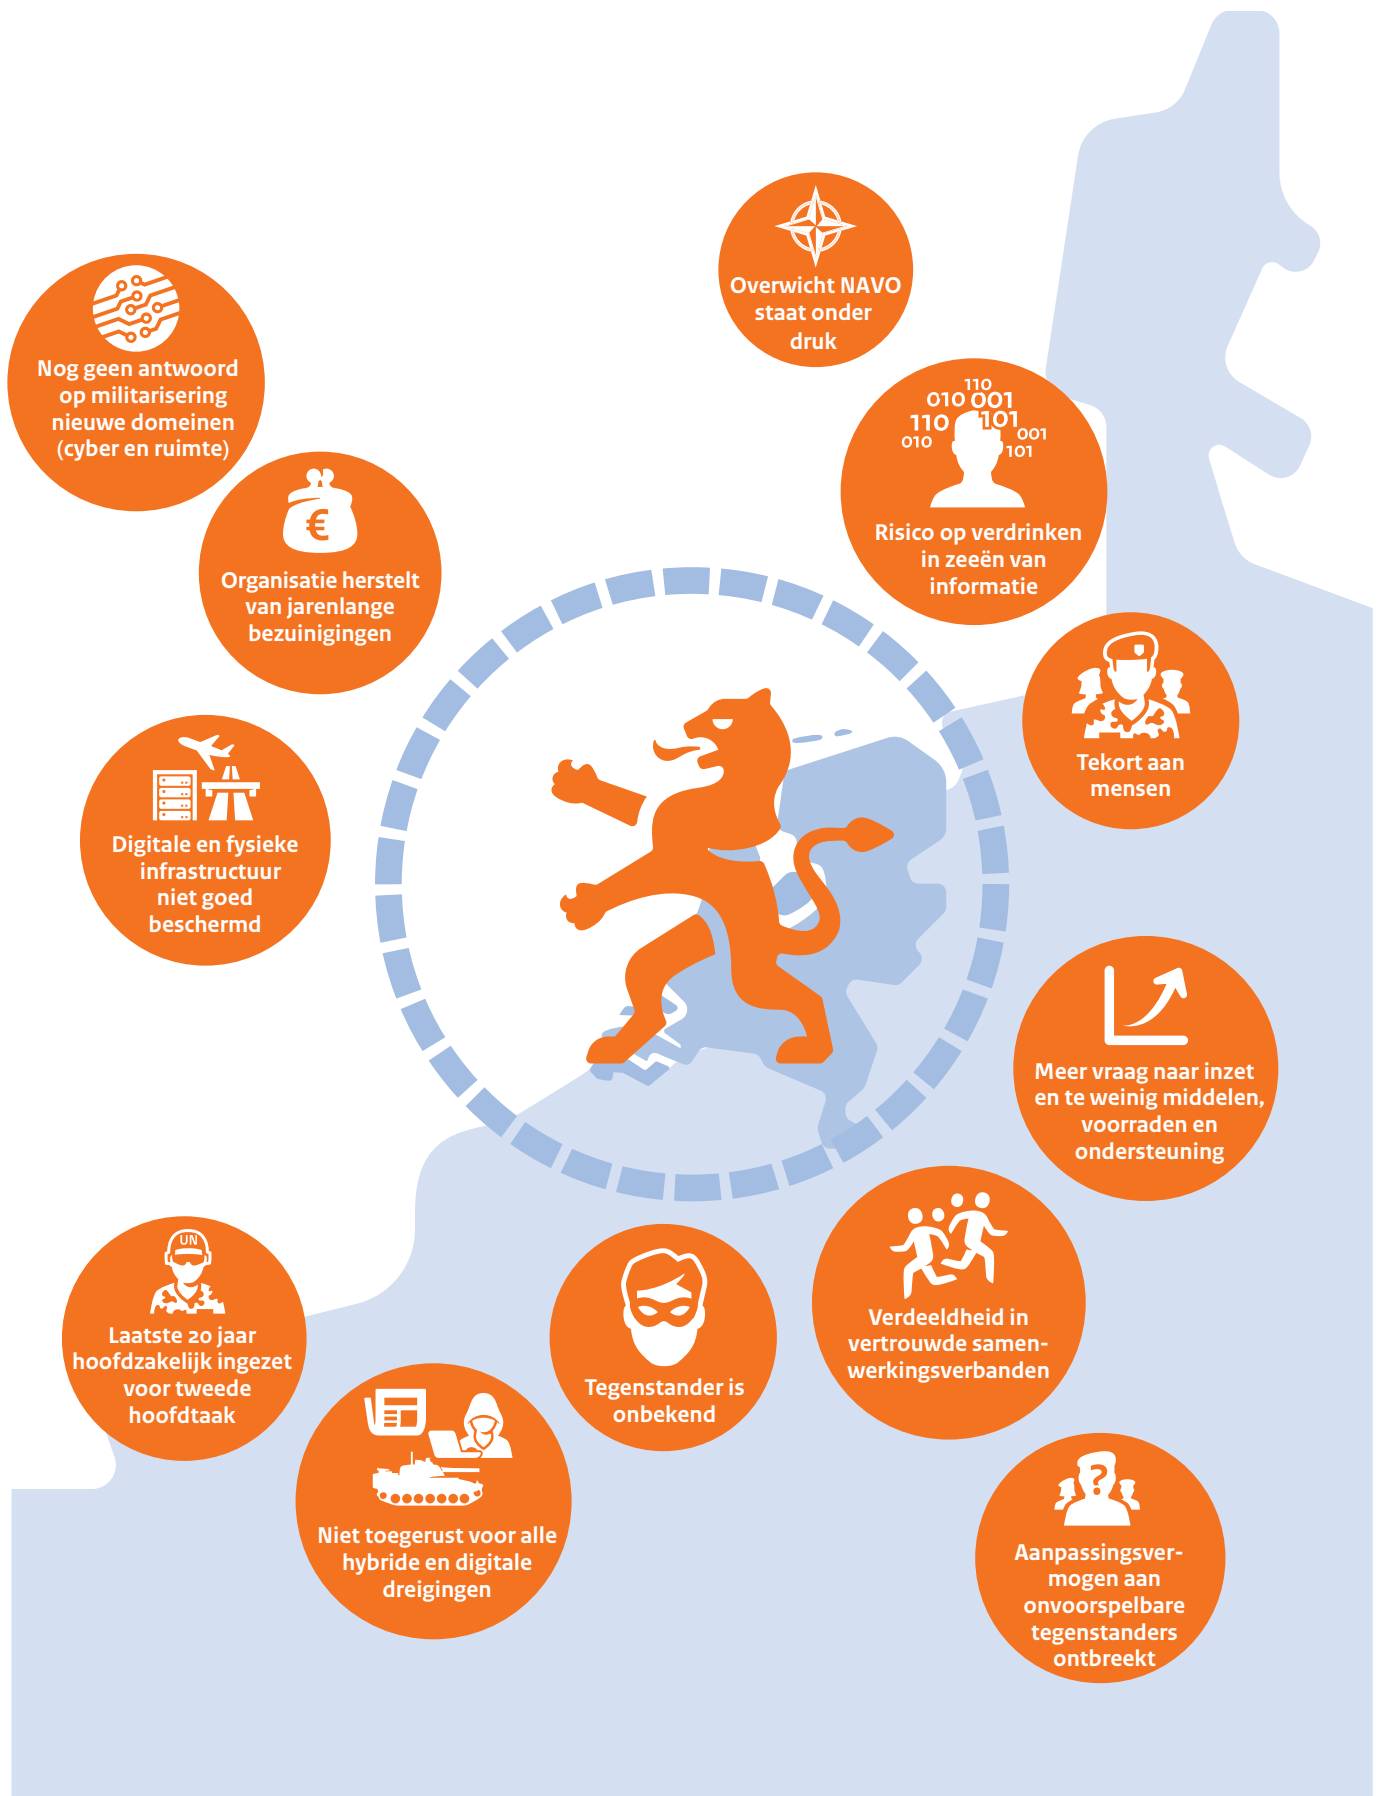 Overwicht NAVO
staat onder
druk
Nog geen antwoord
op militarisering
nieuwe domeinen
(cyber en ruimte)
110
010 001
110 101
010 001
101
Risico op verdrinken
in zeeën van
informatie
€
Organisatie herstelt
van jarenlange
bezuinigingen
Tekort aan
mensen
Digitale en fysieke
infrastructuur
niet goed
beschermd
Meer vraag naar inzet
en te weinig middelen,
voorraden en
ondersteuning
Verdeeldheid in
vertrouwde samen-
werkingsverbanden
UN
Laatste 20 jaar
hoofdzakelijk ingezet
voor tweede
hoofdtaak
Tegenstander is
onbekend
Niet toegerust voor alle
hybride en digitale
dreigingen
?
Aanpassingsver-
mogen aan
onvoorspelbare
tegenstanders
ontbreekt